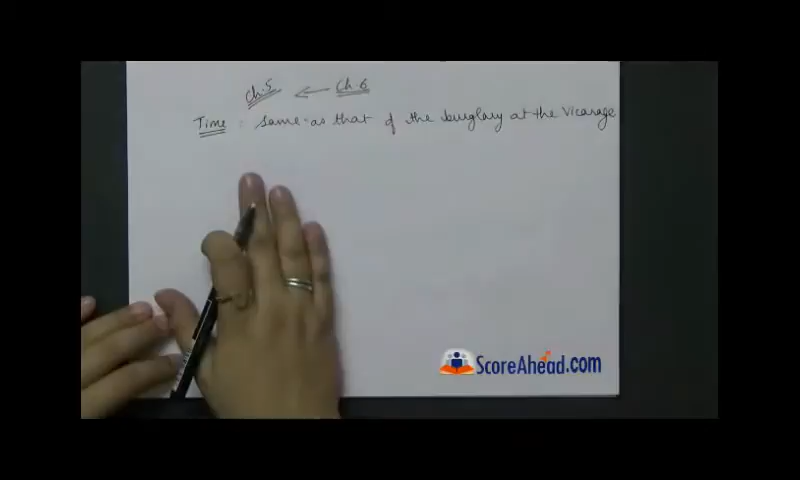 Ch.5 ← Ch.6
Time : Same as that of the burglary at the Vicarage
ScoreAhead.com